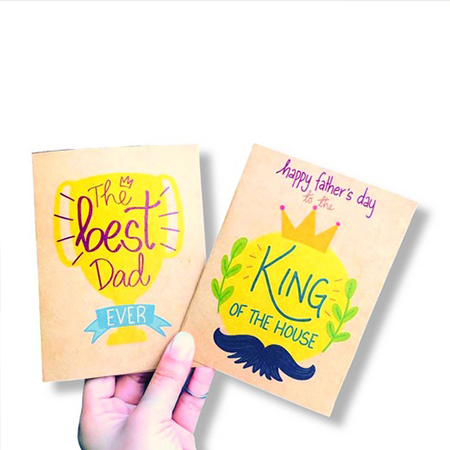 The
best
Dad
EVER
happy father's day
to the
KING
OF THE HOUSE